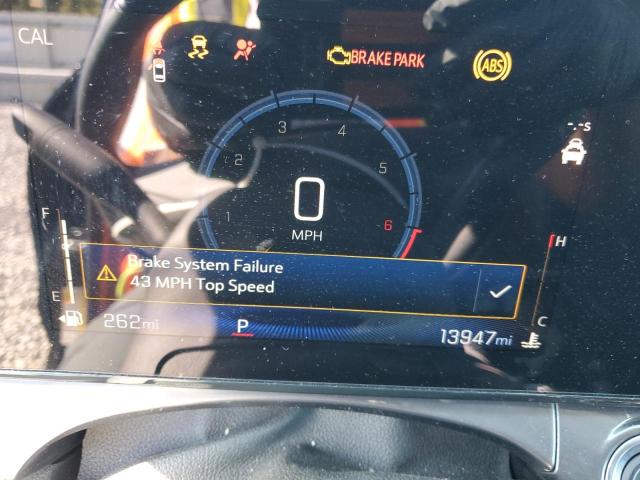 CAL
BRAKE PARK
ABS
--s
3 4
2 5
1 6
0
MPH
F
H
Brake System Failure
43 MPH Top Speed
E
C
262mi
P
13947mi